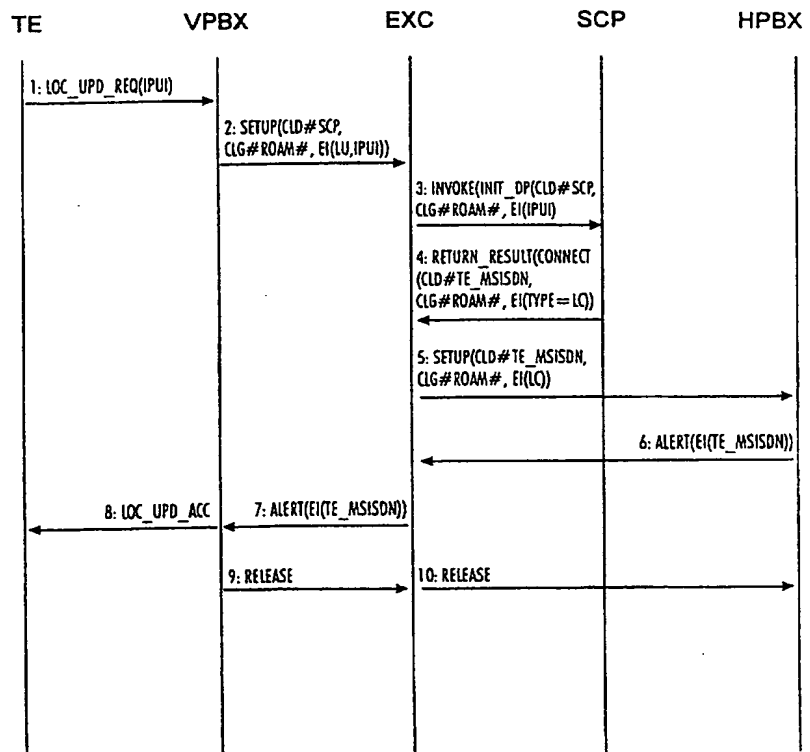 TE VPBX EXC SCP HPBX
1: LOC_UPD_REQ(IPUI)
2: SETUP(CLD#SCP,
CLG#ROAM#, EI(LU,IPUI))
3: INVOKE(INIT_DP(CLD#SCP,
CLG#ROAM#, EI(IPUI)
4: RETURN_RESULT(CONNECT
(CLD#TE_MSISDN,
CLG#ROAM#, EI(TYPE=LC))
5: SETUP(CLD#TE_MSISDN,
CLG#ROAM#, EI(LC))
6: ALERT(EI(TE_MSISDN))
8: LOC_UPD_ACC 7: ALERT(EI(TE_MSISDN))
9: RELEASE 10: RELEASE